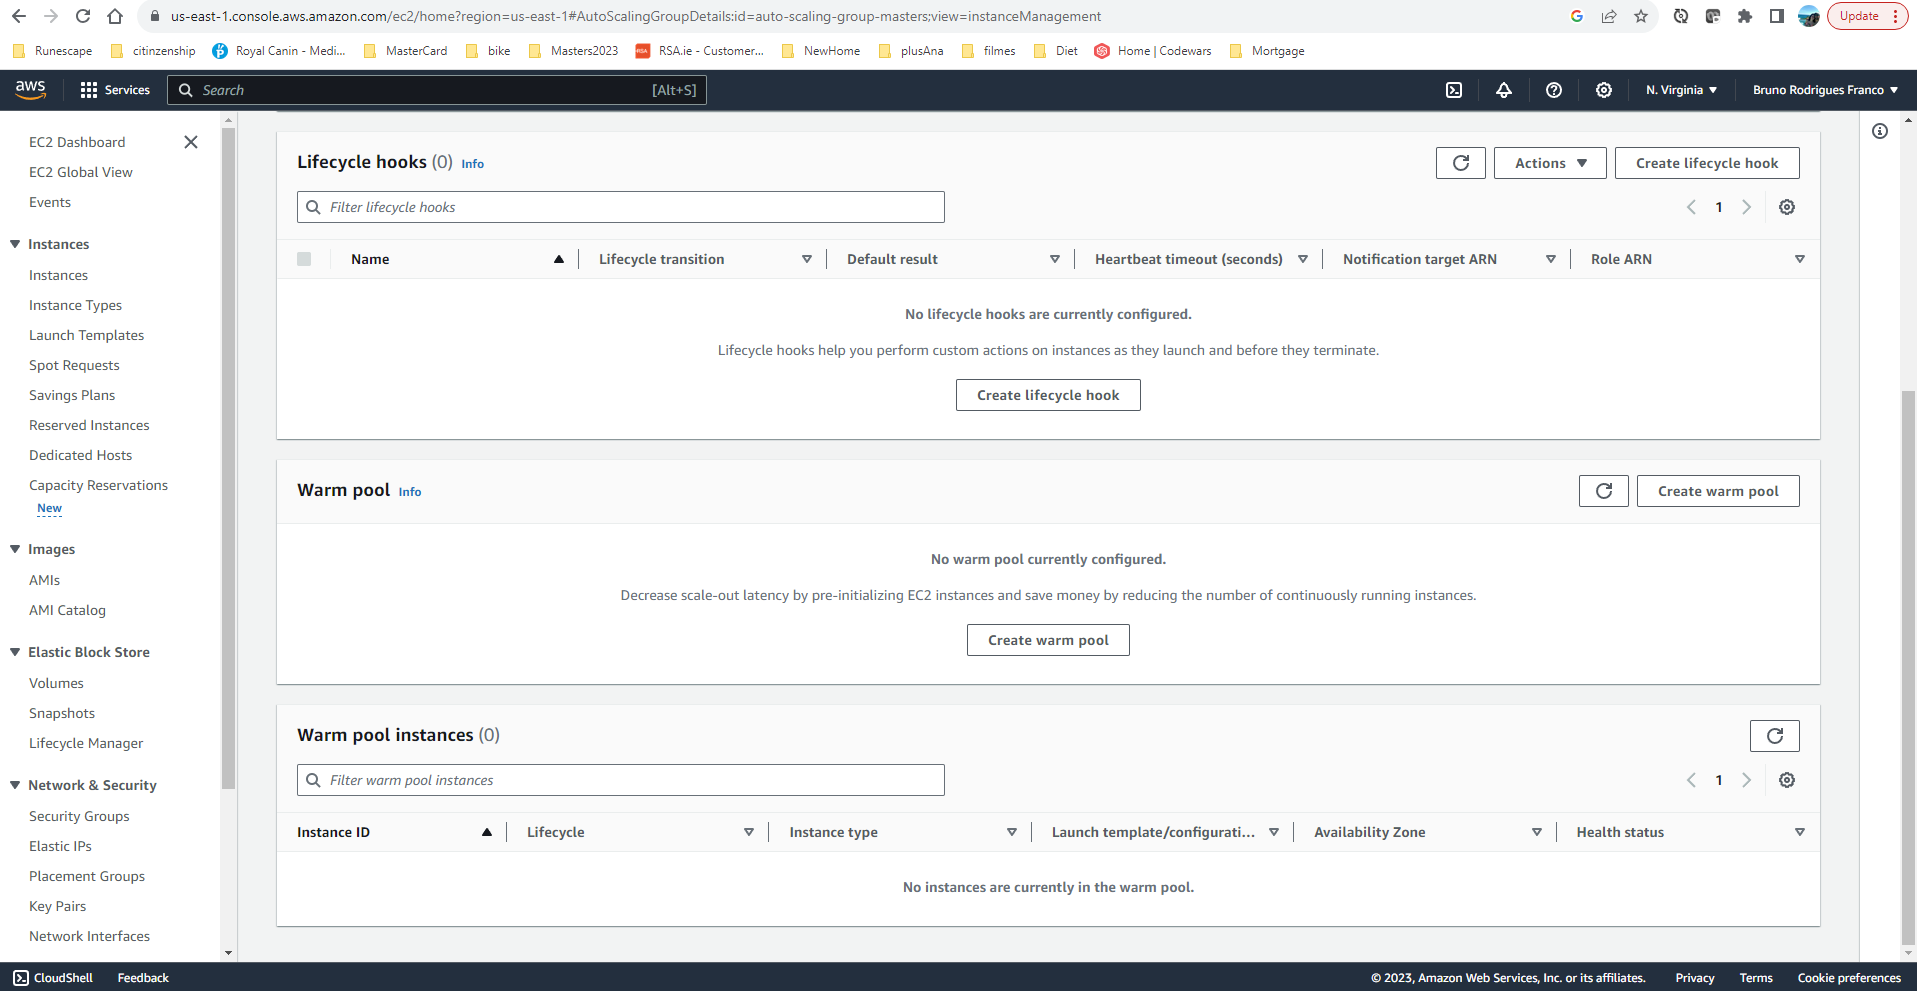 us-east-1.console.aws.amazon.com/ec2/home?region=us-east-1#AutoScalingGroupDetails:id=auto-scaling-group-masters;view=instanceManagement
Update
Runescape citinzenship Royal Canin - Medi... MasterCard bike Masters2023 RSA.ie - Customer... NewHome plusAna filmes Diet Home | Codewars Mortgage
aws Services Search [Alt+S] N. Virginia Bruno Rodrigues Franco
EC2 Dashboard
EC2 Global View
Events
Instances
Instances
Instance Types
Launch Templates
Spot Requests
Savings Plans
Reserved Instances
Dedicated Hosts
Capacity Reservations
New
Images
AMIs
AMI Catalog
Elastic Block Store
Volumes
Snapshots
Lifecycle Manager
Network & Security
Security Groups
Elastic IPs
Placement Groups
Key Pairs
Network Interfaces
Lifecycle hooks (0) Info
Actions Create lifecycle hook
Filter lifecycle hooks
1
Name Lifecycle transition Default result Heartbeat timeout (seconds) Notification target ARN Role ARN
No lifecycle hooks are currently configured.
Lifecycle hooks help you perform custom actions on instances as they launch and before they terminate.
Create lifecycle hook
Warm pool Info
Create warm pool
No warm pool currently configured.
Decrease scale-out latency by pre-initializing EC2 instances and save money by reducing the number of continuously running instances.
Create warm pool
Warm pool instances (0)
Filter warm pool instances
1
Instance ID Lifecycle Instance type Launch template/configurati... Availability Zone Health status
No instances are currently in the warm pool.
CloudShell Feedback © 2023, Amazon Web Services, Inc. or its affiliates. Privacy Terms Cookie preferences